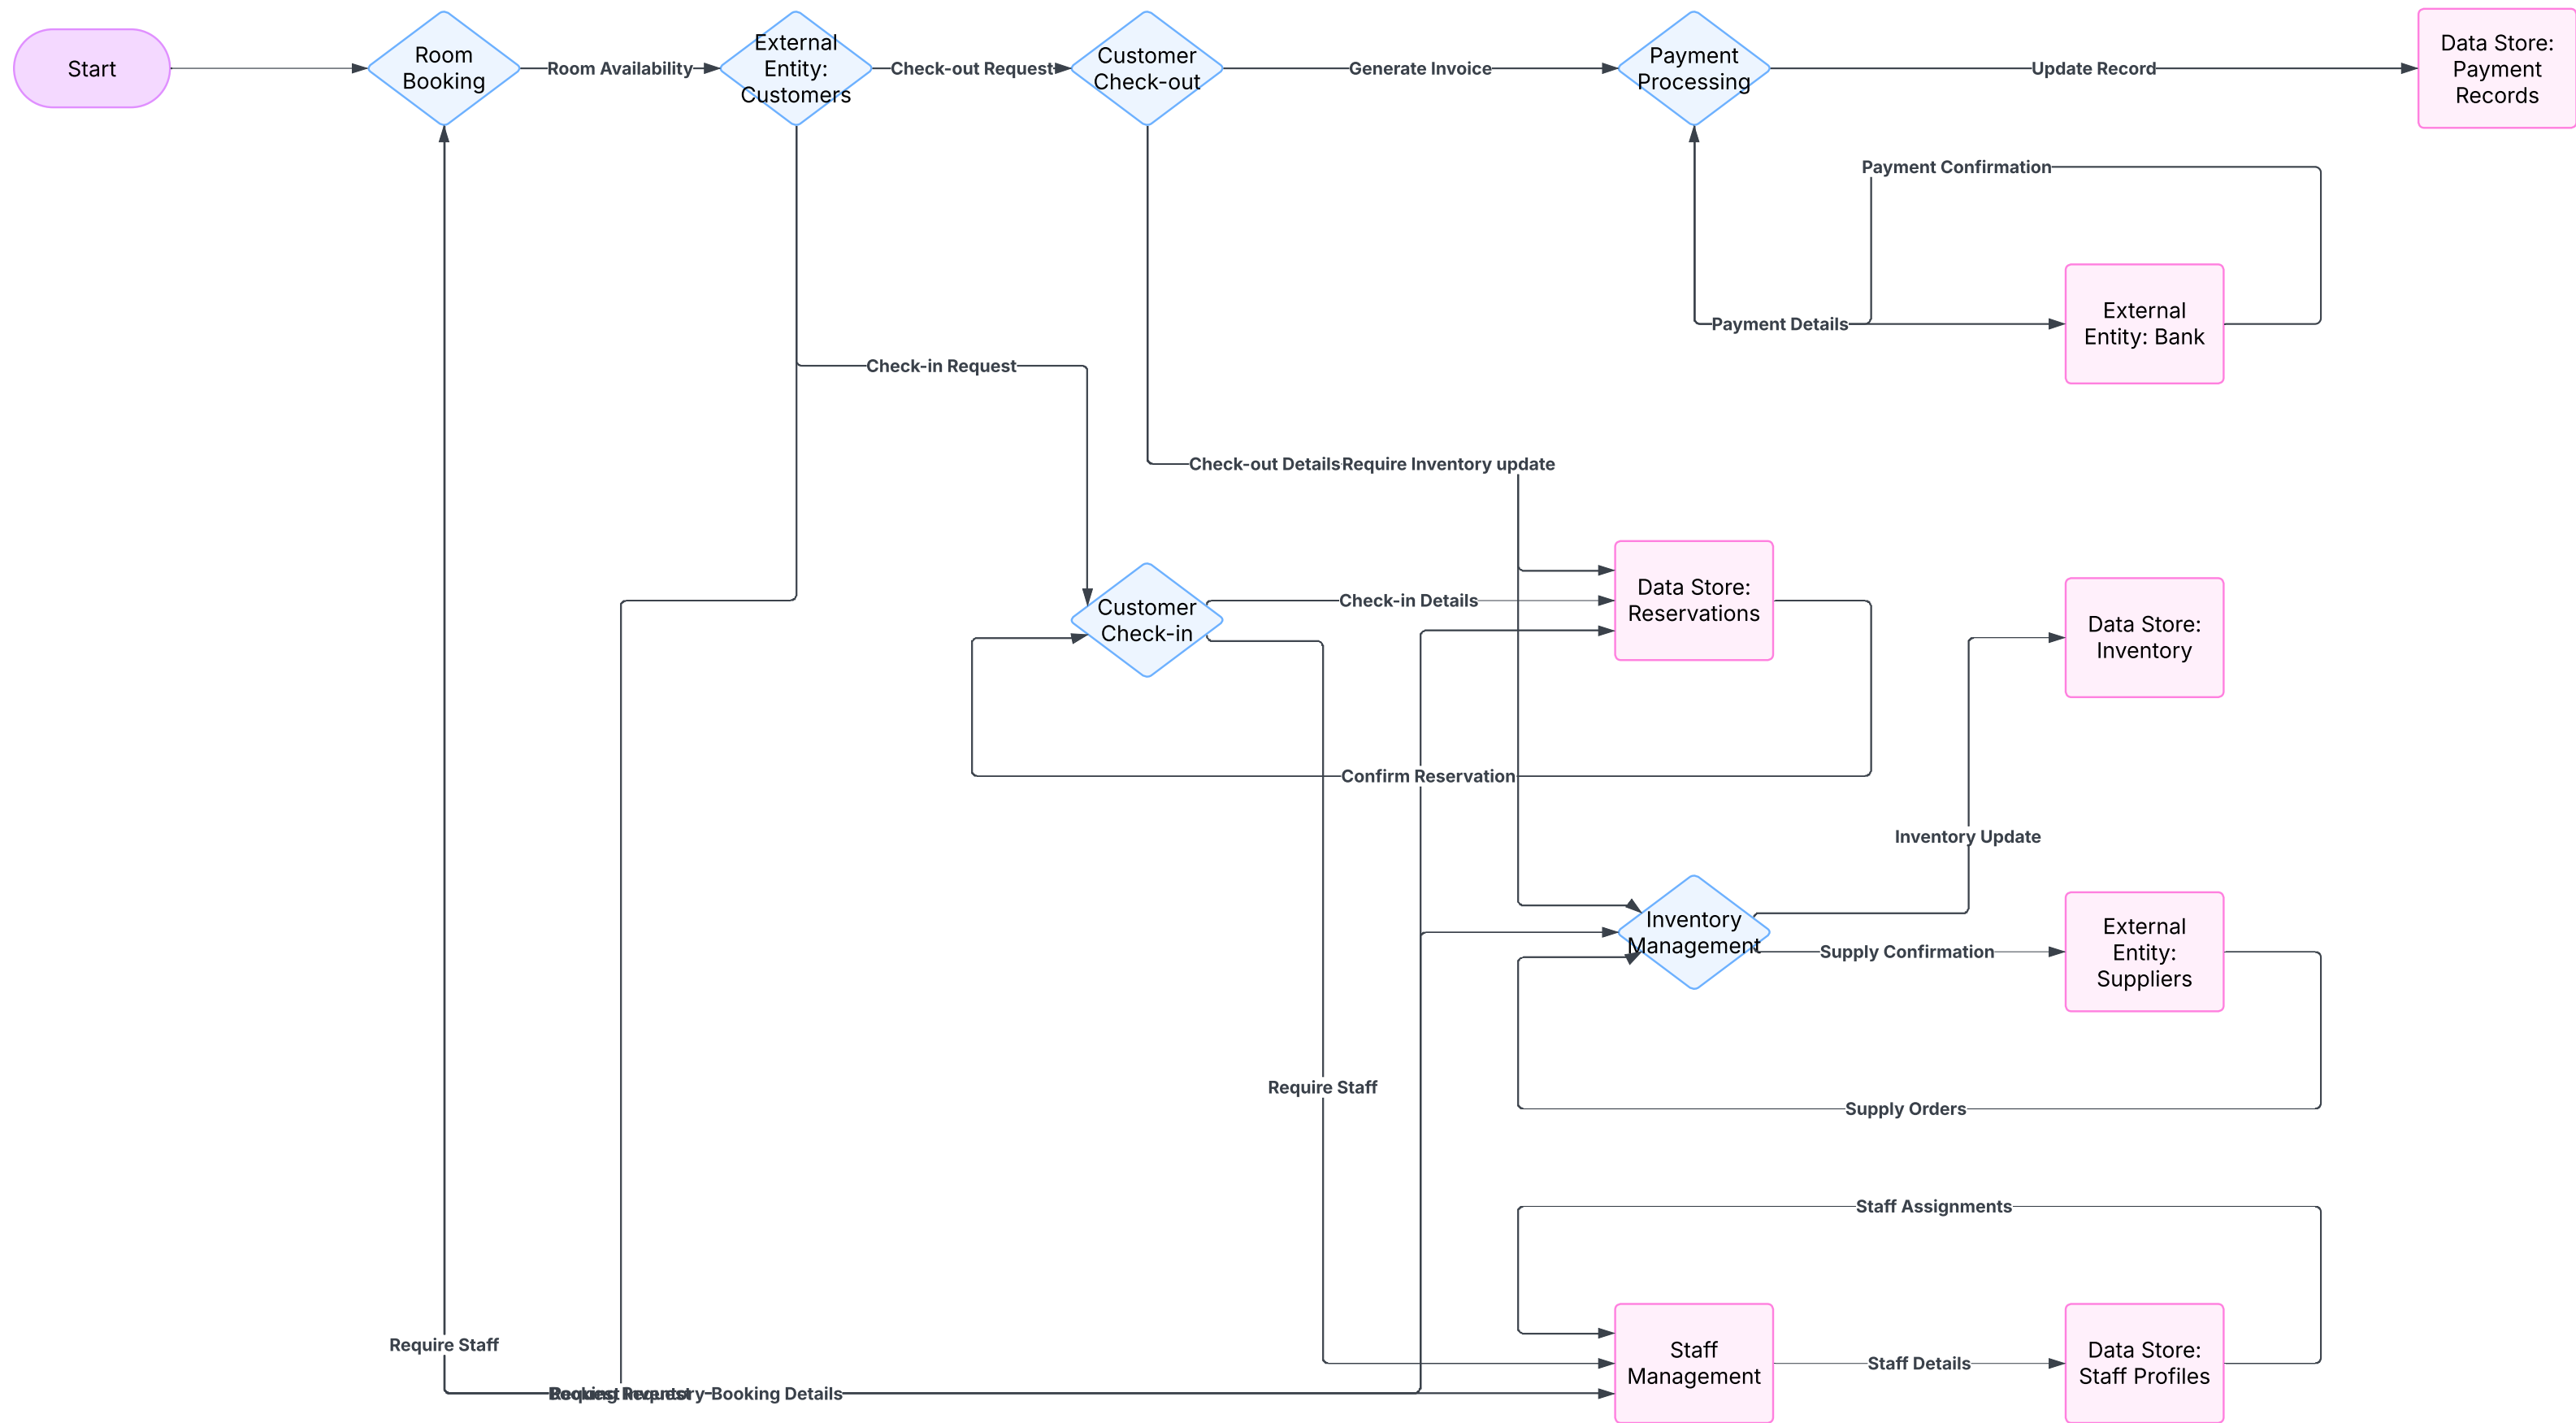 Start
Room
Booking
Room Availability
External
Entity:
Customers
Check-out Request
Customer
Check-out
Generate Invoice
Payment
Processing
Update Record
Data Store:
Payment
Records
Payment Confirmation
Payment Details
External
Entity: Bank
Check-in Request
Check-out Details
Require Inventory update
Customer
Check-in
Check-in Details
Data Store:
Reservations
Data Store:
Inventory
Confirm Reservation
Inventory Update
Inventory
Management
Supply Confirmation
External
Entity:
Suppliers
Require Staff
Supply Orders
Staff Assignments
Require Staff
Staff
Management
Staff Details
Data Store:
Staff Profiles
Booking Details